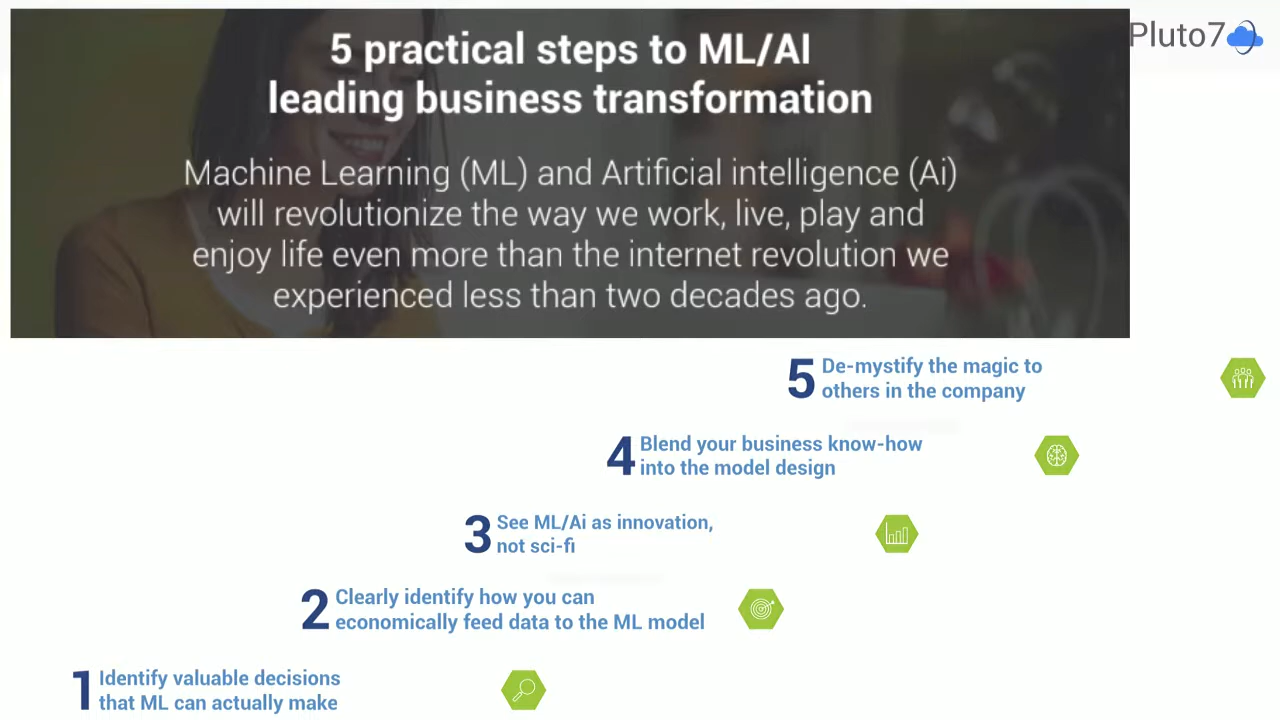 5 practical steps to ML/AI
leading business transformation
Pluto7
Machine Learning (ML) and Artificial intelligence (Ai)
will revolutionize the way we work, live, play and
enjoy life even more than the internet revolution we
experienced less than two decades ago.
5 De-mystify the magic to
others in the company
4 Blend your business know-how
into the model design
3 See ML/Ai as innovation,
not sci-fi
2 Clearly identify how you can
economically feed data to the ML model
1 Identify valuable decisions
that ML can actually make